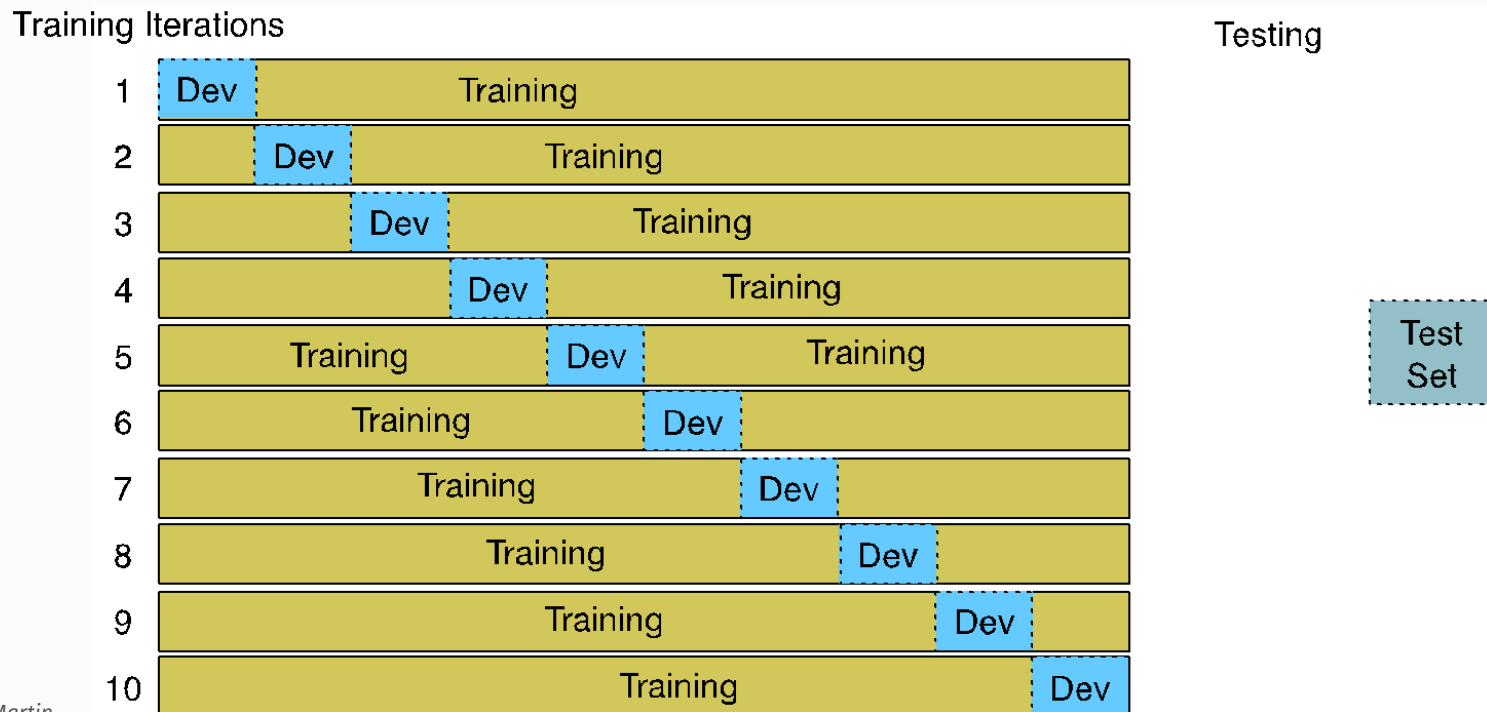 Training Iterations
Testing
1 Dev Training
2 Dev Training
3 Dev Training
4 Dev Training
5 Training Dev Training
6 Training Dev
7 Training Dev
8 Training Dev
9 Training Dev
10 Training Dev
Test
Set
Martin